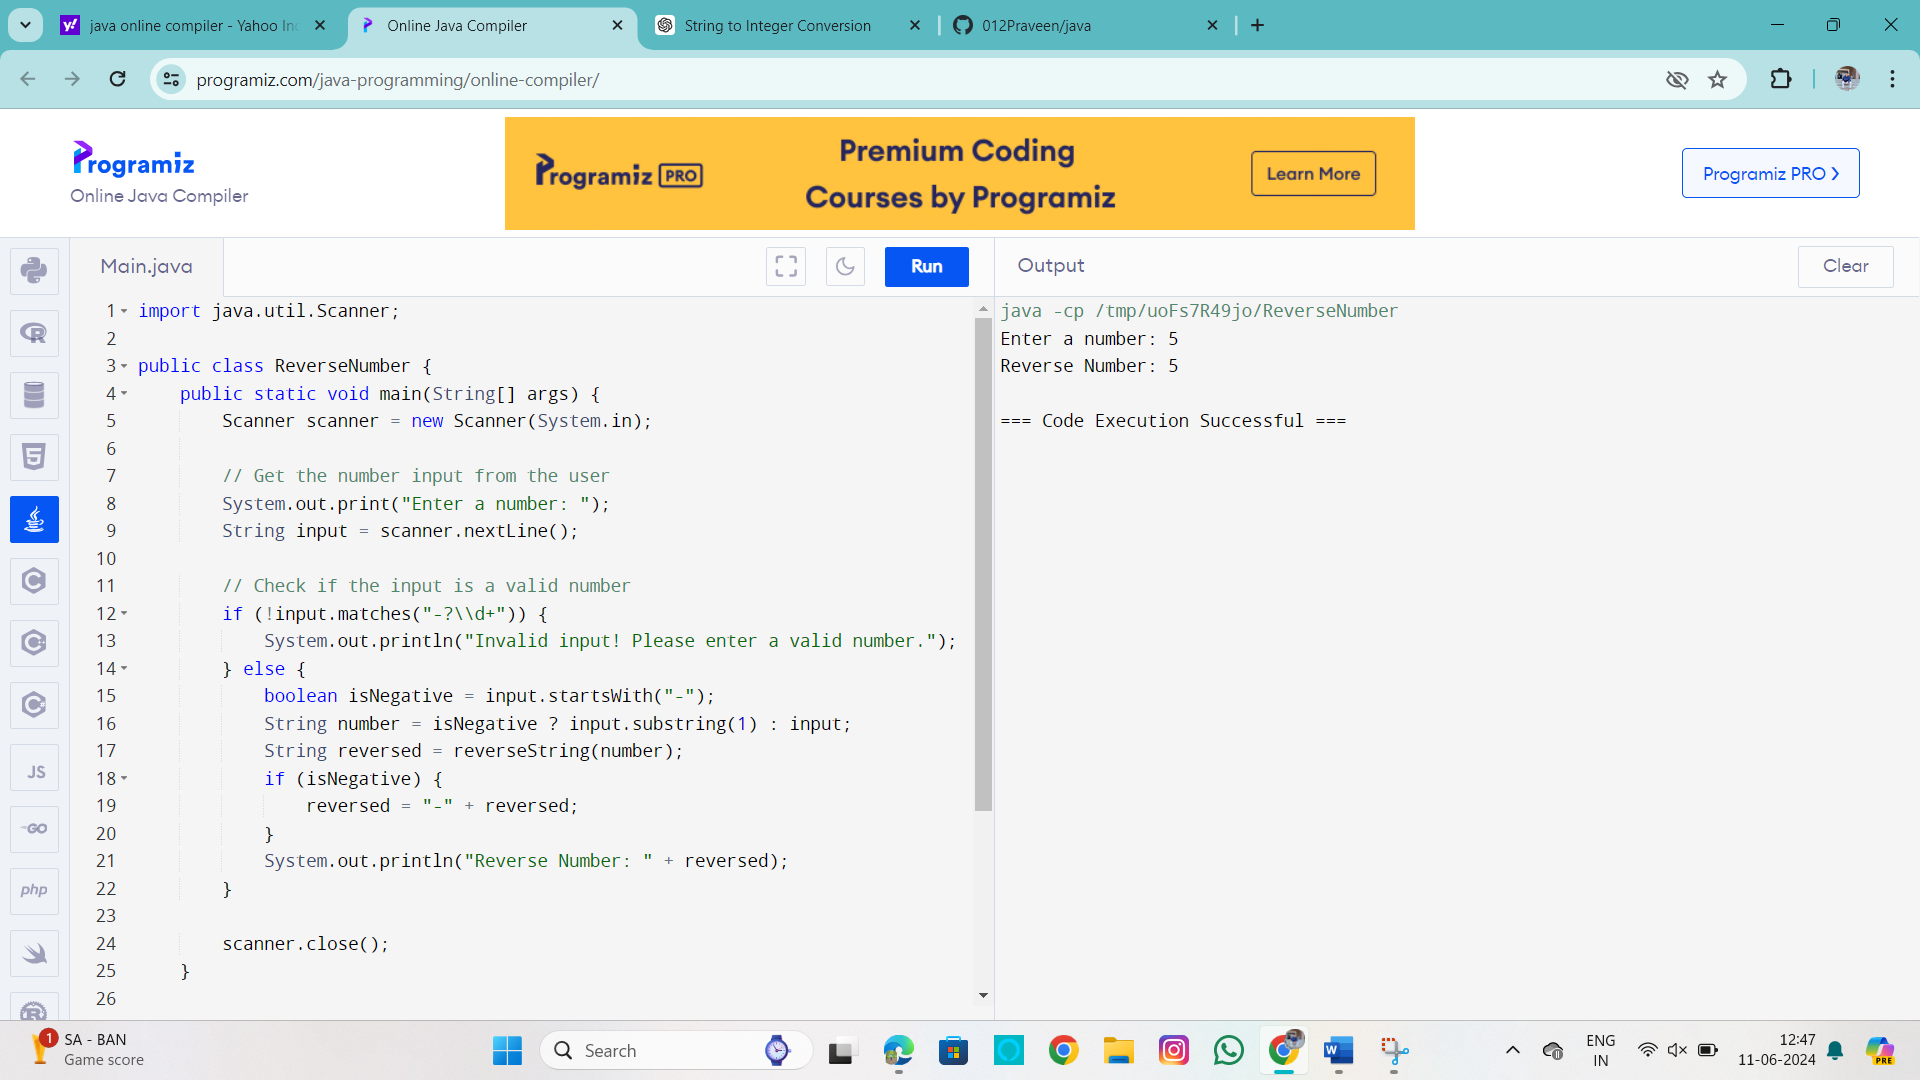 java online compiler - Yahoo In
Online Java Compiler
String to Integer Conversion
012Praveen/java
programiz.com/java-programming/online-compiler/
Programiz
Online Java Compiler
Programiz PRO
Premium Coding
Courses by Programiz
Learn More
Programiz PRO
Main.java
Run
Output
Clear
1 import java.util.Scanner;
2
3 public class ReverseNumber {
4 public static void main(String[] args) {
5 Scanner scanner = new Scanner(System.in);
6
7 // Get the number input from the user
8 System.out.print("Enter a number: ");
9 String input = scanner.nextLine();
10
11 // Check if the input is a valid number
12 if (!input.matches("-?\\d+")) {
13 System.out.println("Invalid input! Please enter a valid number.");
14 } else {
15 boolean isNegative = input.startsWith("-");
16 String number = isNegative ? input.substring(1) : input;
17 String reversed = reverseString(number);
18 if (isNegative) {
19 reversed = "-" + reversed;
20 }
21 System.out.println("Reverse Number: " + reversed);
22 }
23
24 scanner.close();
25 }
26
java -cp /tmp/uoFs7R49jo/ReverseNumber
Enter a number: 5
Reverse Number: 5
=== Code Execution Successful ===
JS
GO
php
1
SA - BAN
Game score
Search
ENG
IN
12:47
11-06-2024
PRE